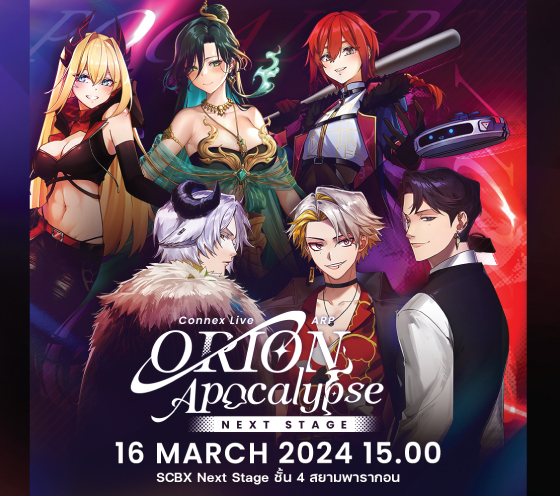 APOCALYPSE
Connex Live ARP
ORION
Apocalypse
NEXT STAGE
16 MARCH 2024 15.00
SCBX Next Stage ชั้น 4 สยามพารากอน